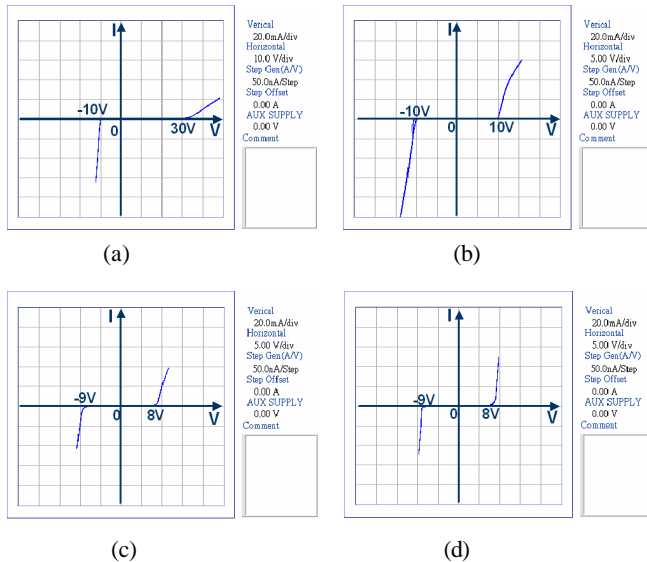 I
-10V
0
30V
V
Verical
20.0mA/div
Horizontal
10.0 V/div
Step Gen(A/V)
50.0nA/Step
Step Offset
0.00 A
AUX SUPPLY
0.00 V
Comment
(a)
I
-10V
0
10V
V
Verical
20.0mA/div
Horizontal
5.00 V/div
Step Gen(A/V)
50.0nA/Step
Step Offset
0.00 A
AUX SUPPLY
0.00 V
Comment
(b)
I
-9V
0
8V
V
Verical
20.0mA/div
Horizontal
5.00 V/div
Step Gen(A/V)
50.0nA/Step
Step Offset
0.00 A
AUX SUPPLY
0.00 V
Comment
(c)
I
-9V
0
8V
V
Verical
20.0mA/div
Horizontal
5.00 V/div
Step Gen(A/V)
50.0nA/Step
Step Offset
0.00 A
AUX SUPPLY
0.00 V
Comment
(d)